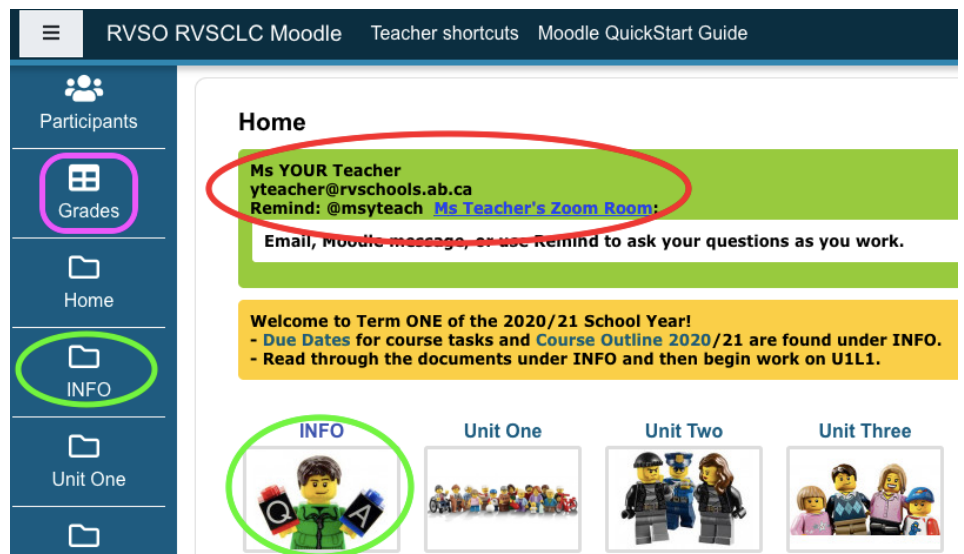 RVSO RVSCLC Moodle Teacher shortcuts Moodle QuickStart Guide
Participants
Grades
Home
INFO
Unit One
Home
Ms YOUR Teacher
yteacher@rvschools.ab.ca
Remind: @msyteach Ms Teacher's Zoom Room:
Email, Moodle message, or use Remind to ask your questions as you work.
Welcome to Term ONE of the 2020/21 School Year!
- Due Dates for course tasks and Course Outline 2020/21 are found under INFO.
- Read through the documents under INFO and then begin work on U1L1.
INFO Unit One Unit Two Unit Three
Q A